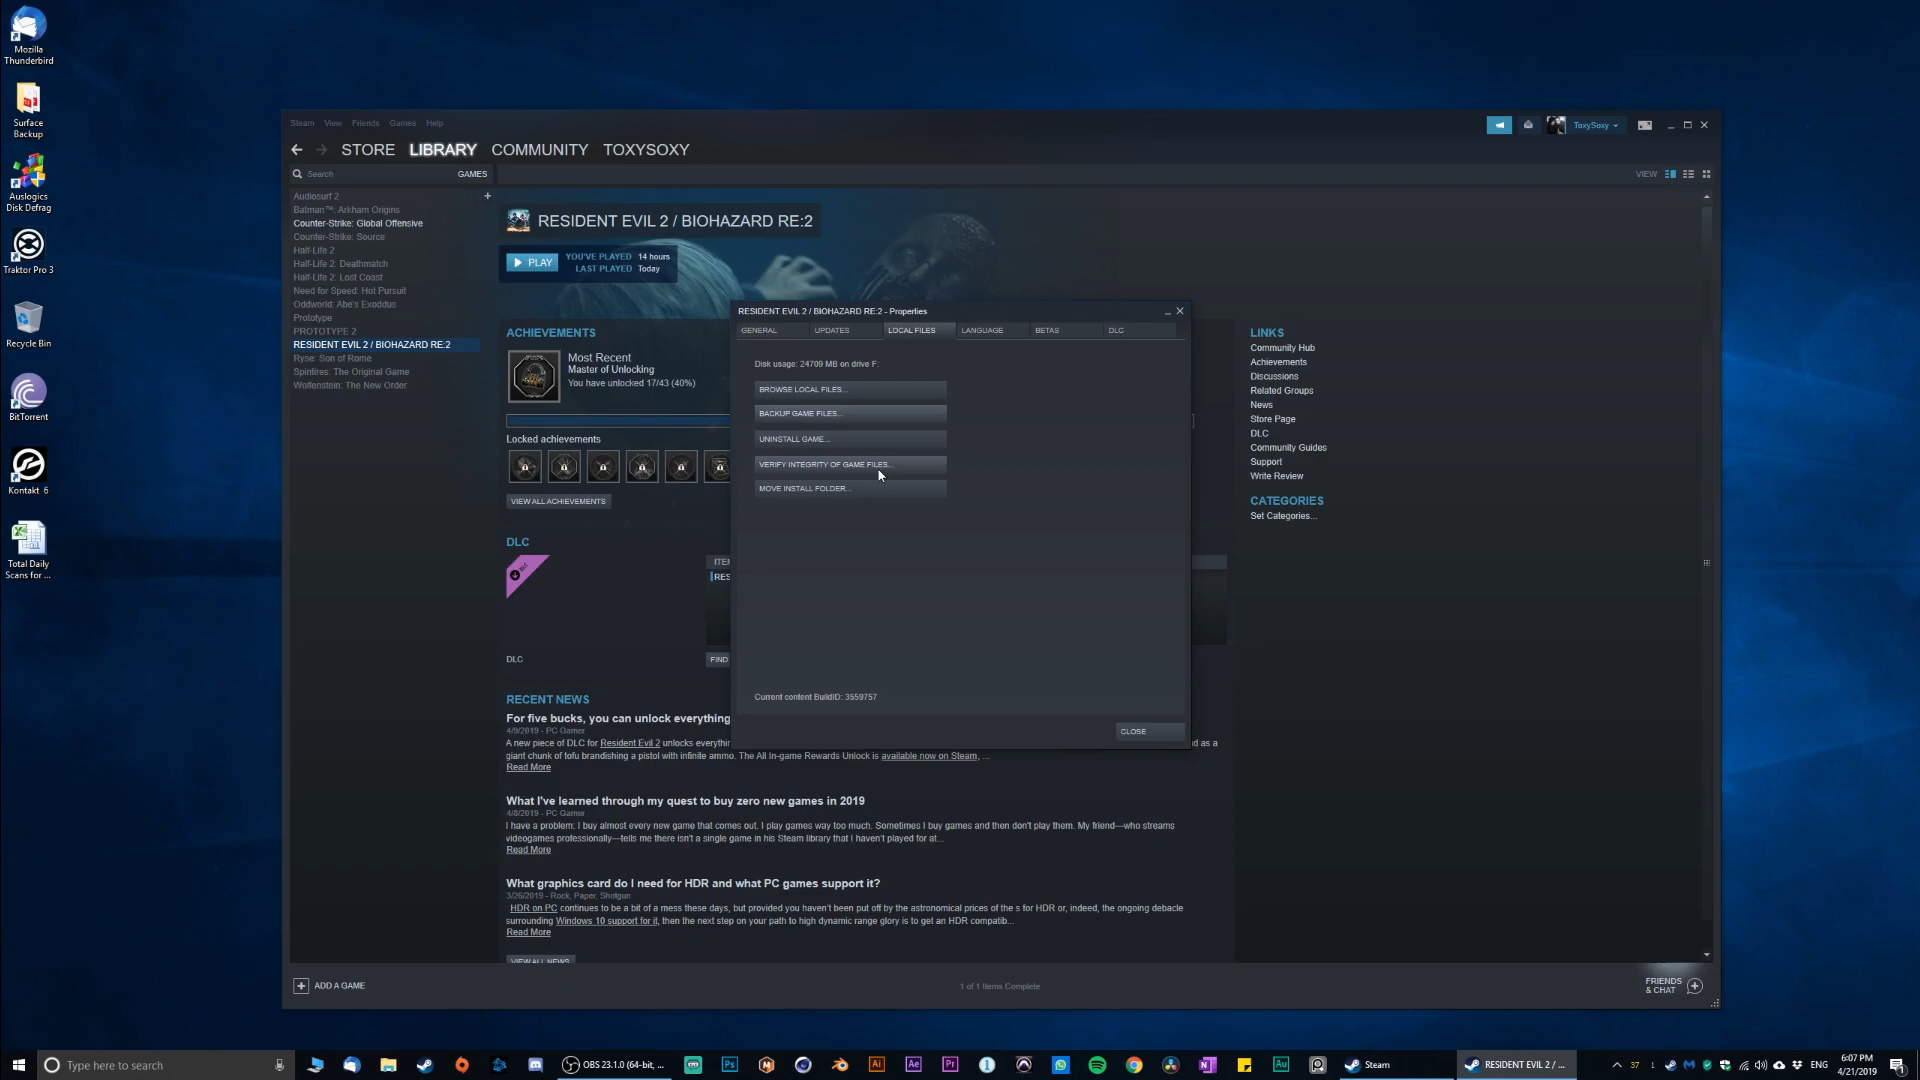 Mozilla
Thunderbird
Surface
Backup
Auslogics
Disk Defrag
Traktor Pro 3
Recycle Bin
BitTorrent
Kontakt 6
Total Daily
Scans for ...
Steam View Friends Games Help
ToxySoxy
STORE LIBRARY COMMUNITY TOXYSOXY
Search GAMES
VIEW
Audiosurf 2
Batman™: Arkham Origins
Counter-Strike: Global Offensive
Counter-Strike: Source
Half-Life 2
Half-Life 2: Deathmatch
Half-Life 2: Lost Coast
Need for Speed: Hot Pursuit
Oddworld: Abe's Exoddus
Prototype
PROTOTYPE 2
RESIDENT EVIL 2 / BIOHAZARD RE:2
Ryse: Son of Rome
Spintires: The Original Game
Wolfenstein: The New Order
RESIDENT EVIL 2 / BIOHAZARD RE:2
PLAY
YOU'VE PLAYED 14 hours
LAST PLAYED Today
ACHIEVEMENTS
Most Recent
Master of Unlocking
You have unlocked 17/43 (40%)
Locked achievements
VIEW ALL ACHIEVEMENTS
DLC
DLC
ITEM
RES
DLC
FIND
RESIDENT EVIL 2 / BIOHAZARD RE:2 - Properties
GENERAL UPDATES LOCAL FILES LANGUAGE BETAS DLC
Disk usage: 24709 MB on drive F:
BROWSE LOCAL FILES...
BACKUP GAME FILES...
UNINSTALL GAME...
VERIFY INTEGRITY OF GAME FILES...
MOVE INSTALL FOLDER...
Current content BuildID: 3559757
CLOSE
LINKS
Community Hub
Achievements
Discussions
Related Groups
News
Store Page
DLC
Community Guides
Support
Write Review
CATEGORIES
Set Categories...
RECENT NEWS
For five bucks, you can unlock everything
4/9/2019 - PC Gamer
A new piece of DLC for Resident Evil 2 unlocks everythin d as a
giant chunk of tofu brandishing a pistol with infinite ammo. The All In-game Rewards Unlock is available now on Steam, ...
Read More
What I've learned through my quest to buy zero new games in 2019
4/8/2019 - PC Gamer
I have a problem: I buy almost every new game that comes out. I play games way too much. Sometimes I buy games and then don't play them. My friend—who streams
videogames professionally—tells me there isn't a single game in his Steam library that I haven't played for at...
Read More
What graphics card do I need for HDR and what PC games support it?
3/26/2019 - Rock, Paper, Shotgun
HDR on PC continues to be a bit of a mess these days, but provided you haven't been put off by the astronomical prices of the s for HDR or, indeed, the ongoing debacle
surrounding Windows 10 support for it, then the next step on your path to high dynamic range glory is to get an HDR compatib...
Read More
VIEW ALL NEWS
ADD A GAME
1 of 1 Items Complete
FRIENDS
& CHAT
Type here to search
OBS 23.1.0 (64-bit, ...
Ps
Ai
Ae
Pr
Au
Steam
RESIDENT EVIL 2 / ...
37
ENG
6:07 PM
4/21/2019